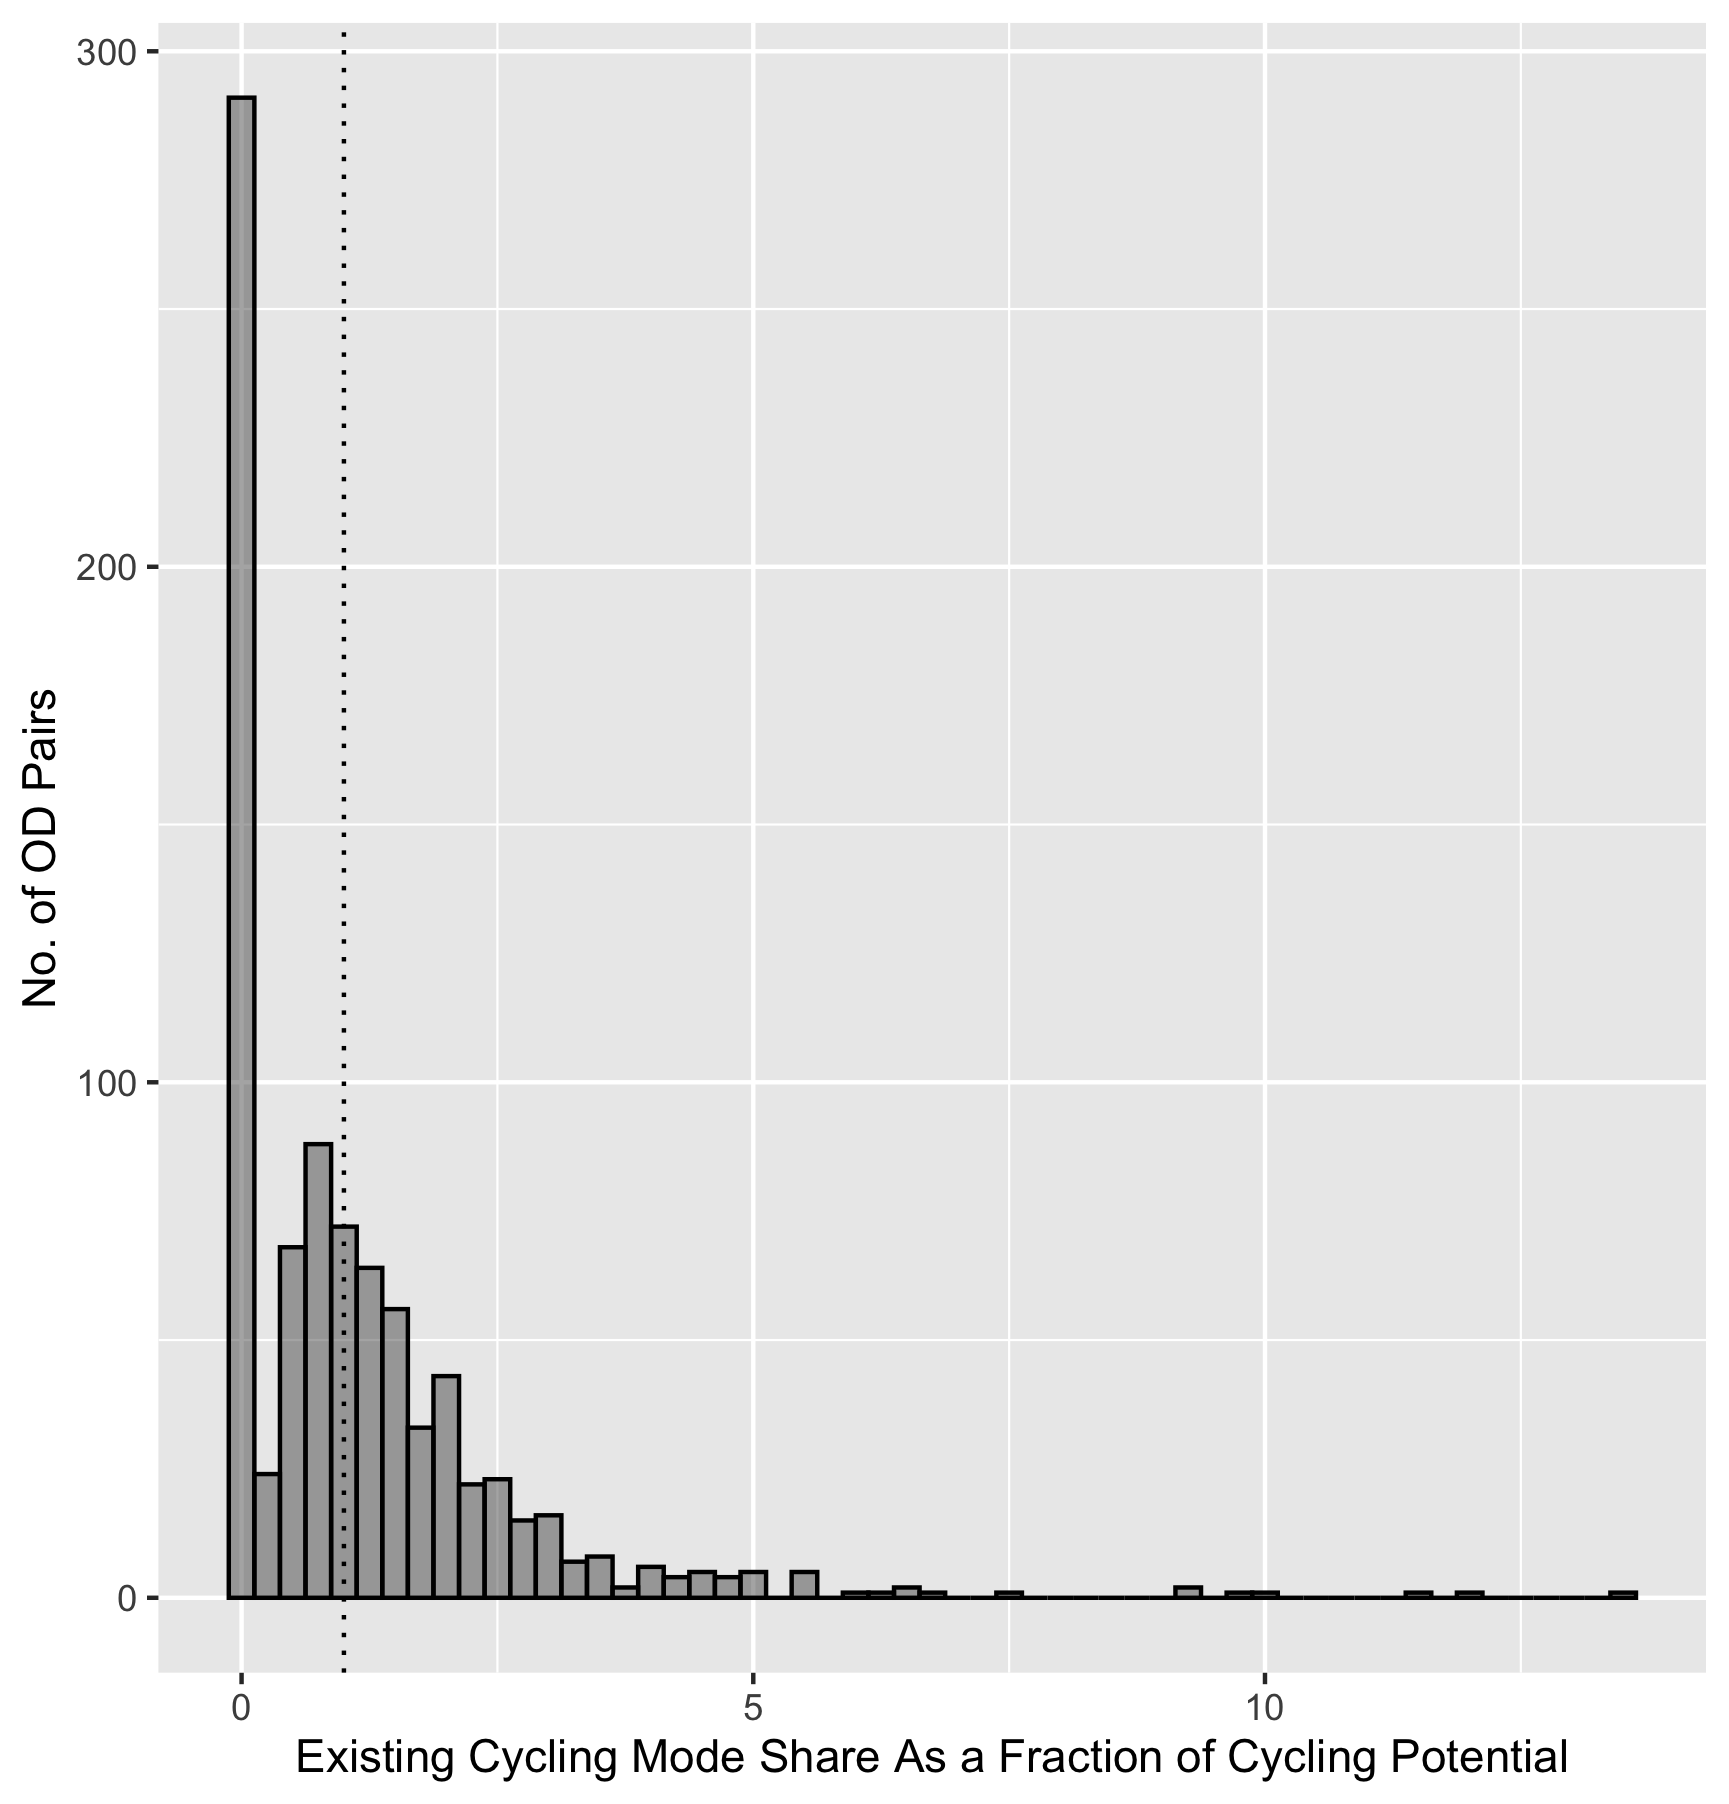 300
200
100
0
No. of OD Pairs
0 5 10
Existing Cycling Mode Share As a Fraction of Cycling Potential